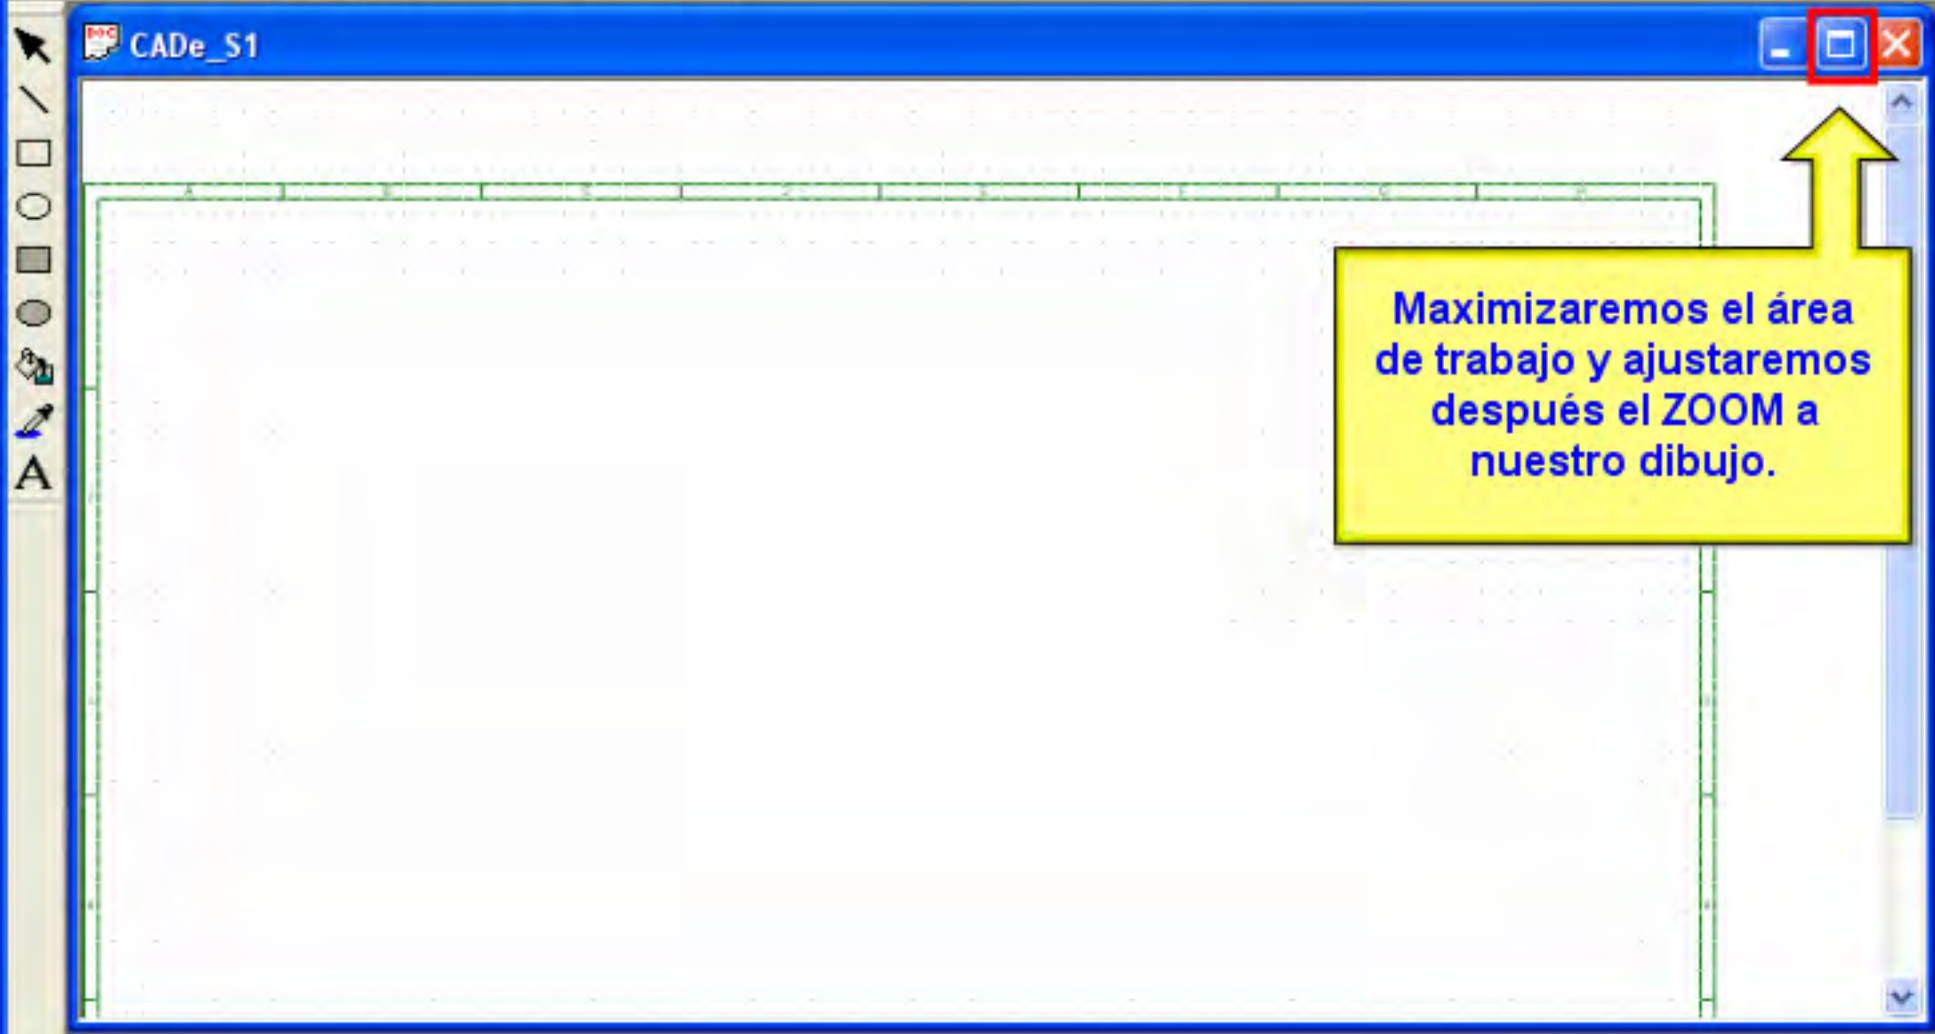 CADe_S1
Maximizaremos el área
de trabajo y ajustaremos
después el ZOOM a
nuestro dibujo.
A